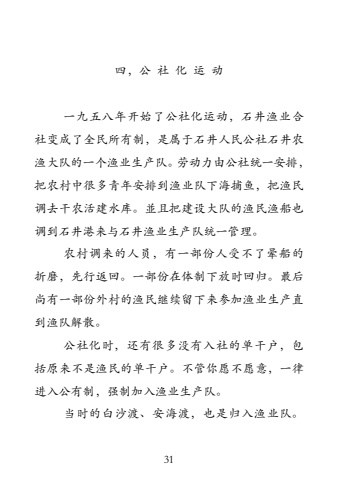 四，公社化运动
一九五八年开始了公社化运动，石井渔业合
社变成了全民所有制，是属于石井人民公社石井农
渔大队的一个渔业生产队。劳动力由公社统一安排，
把农村中很多青年安排到渔业队下海捕鱼，把渔民
调去干农活建水库。並且把建设大队的渔民渔船也
调到石井港来与石井渔业生产队统一管理。
农村调来的人员，有一部份人受不了晕船的
折磨，先行返回。一部份在体制下放时回归。最后
尚有一部份外村的渔民继续留下来参加渔业生产直
到渔队解散。
公社化时，还有很多没有入社的单干户，包
括原来不是渔民的单干户。不管你愿不愿意，一律
进入公有制，强制加入渔业生产队。
当时的白沙渡、安海渡，也是归入渔业队。
31